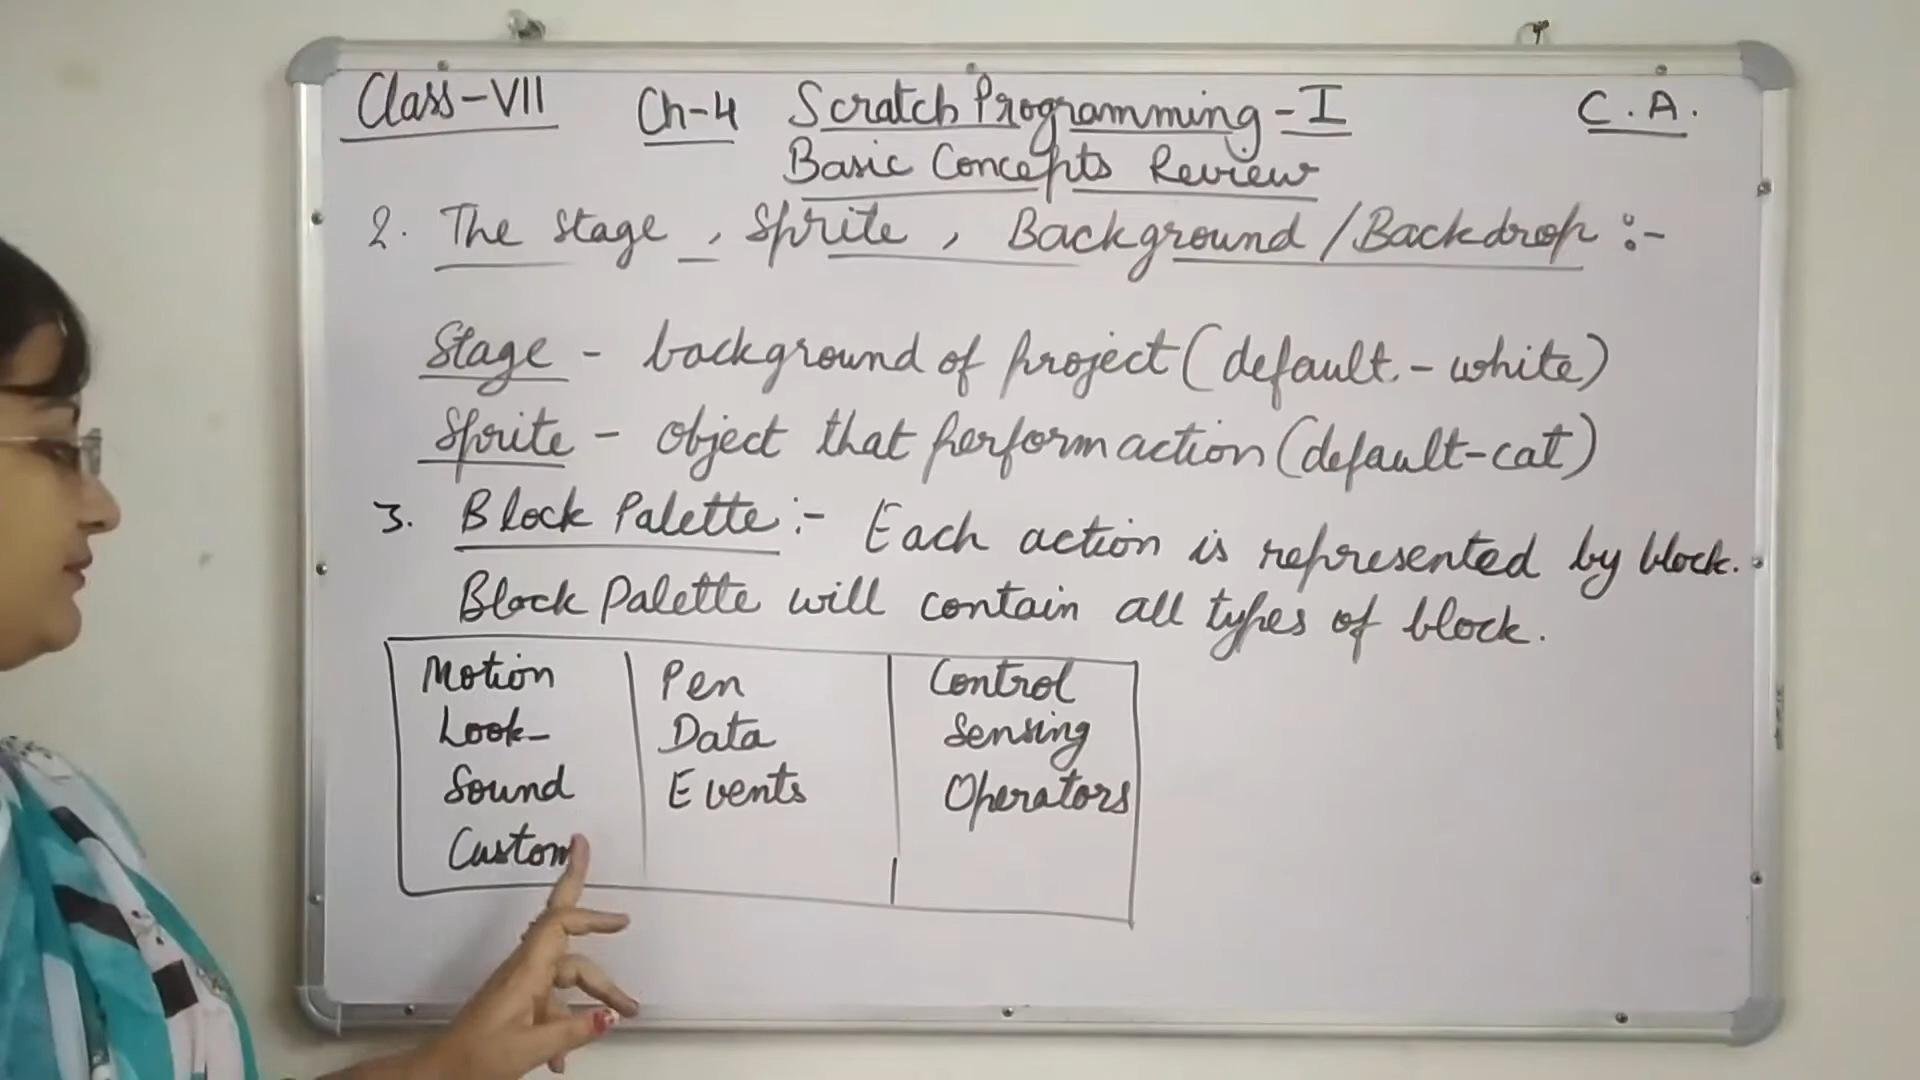 Class-VII Ch-4 Scratch Programming-I C.A.
Basic Concepts Review
2. The Stage, Sprite, Background/Backdrop :-
Stage - background of project (default.- white)
Sprite - object that perform action (default-cat)
3. Block Palette :- Each action is represented by block.
Block Palette will contain all types of block.
Motion Pen Control
Look Data Sensing
Sound Events Operators
Custom